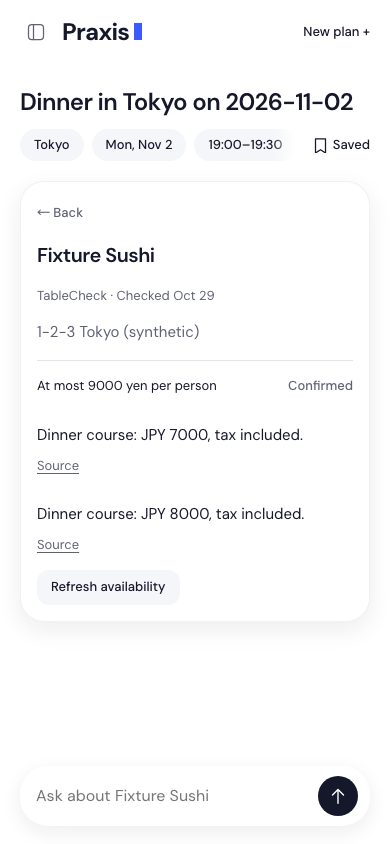 Praxis
New plan +
Dinner in Tokyo on 2026-11-02
Tokyo
Mon, Nov 2
19:00–19:30
Saved
← Back
Fixture Sushi
TableCheck · Checked Oct 29
1-2-3 Tokyo (synthetic)
At most 9000 yen per person
Confirmed
Dinner course: JPY 7000, tax included.
Source
Dinner course: JPY 8000, tax included.
Source
Refresh availability
Ask about Fixture Sushi